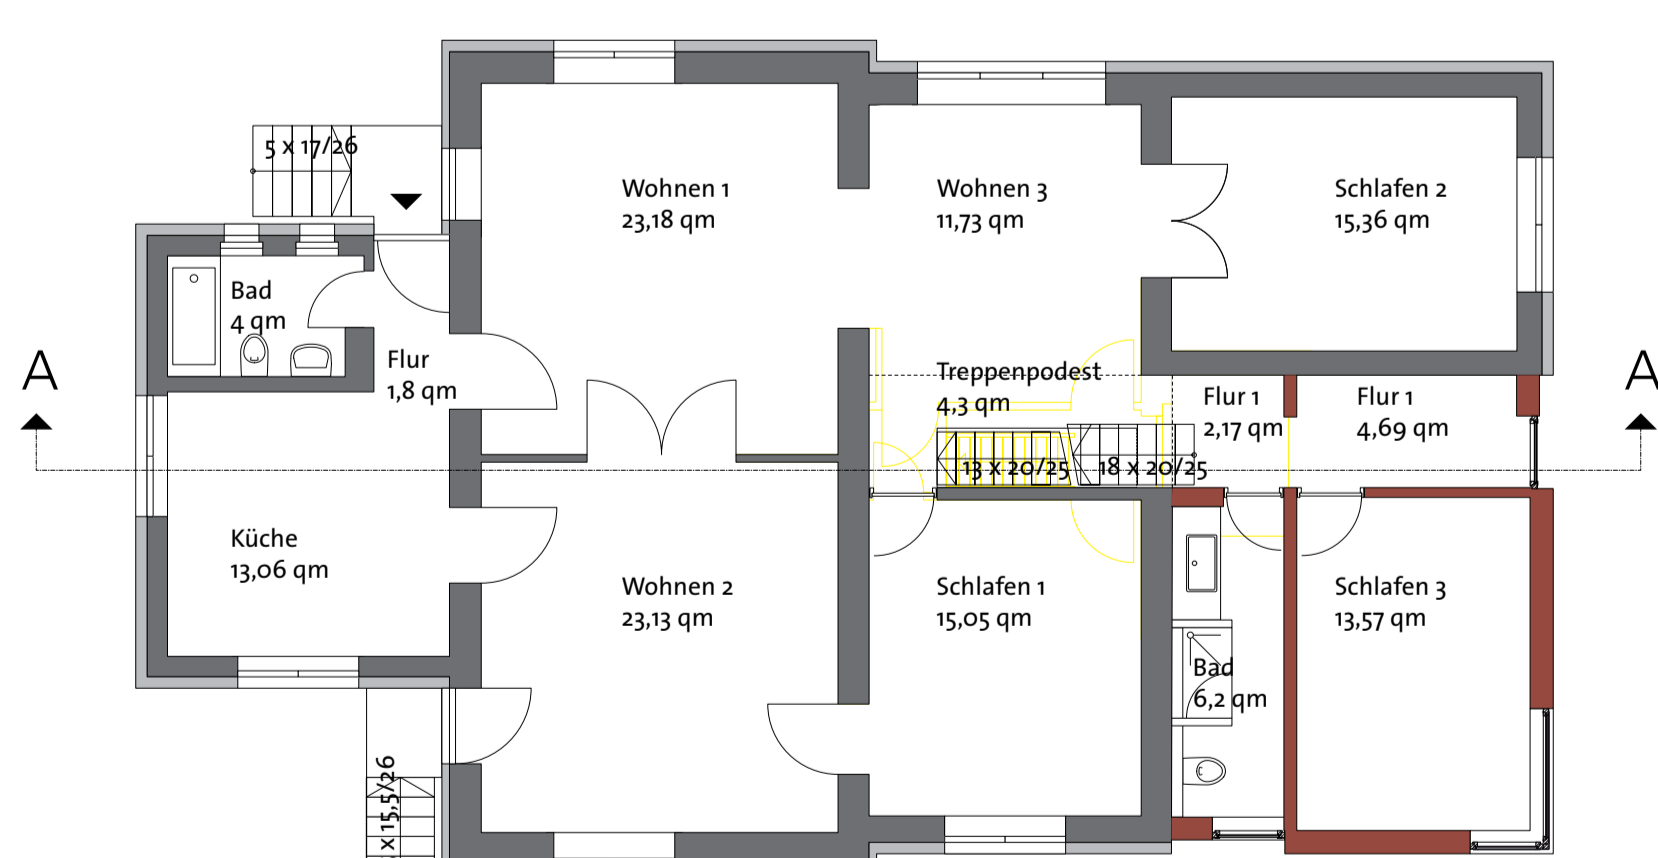 5 x 17/26
Wohnen 1
23,18 qm
Wohnen 3
11,73 qm
Schlafen 2
15,36 qm
Bad
4 qm
Flur
1,8 qm
A
A
Treppenpodest
4,3 qm
Flur 1
2,17 qm
Flur 1
4,69 qm
13 x 20/25
18 x 20/25
Küche
13,06 qm
Wohnen 2
23,13 qm
Schlafen 1
15,05 qm
Schlafen 3
13,57 qm
Bad
6,2 qm
x 15,5/26